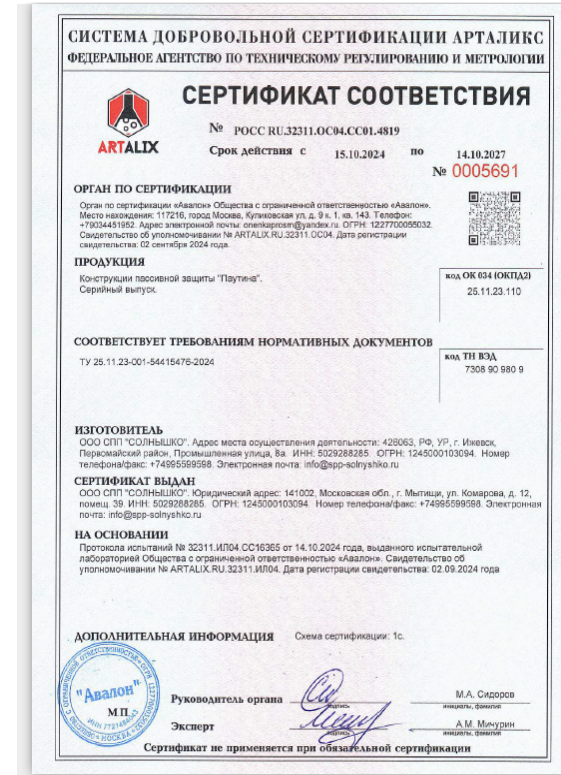 СИСТЕМА ДОБРОВОЛЬНОЙ СЕРТИФИКАЦИИ АРТАЛИКС
ФЕДЕРАЛЬНОЕ АГЕНТСТВО ПО ТЕХНИЧЕСКОМУ РЕГУЛИРОВАНИЮ И МЕТРОЛОГИИ
ARTALIX
СЕРТИФИКАТ СООТВЕТСТВИЯ
№ РОСС RU.32311.ОС04.СС01.4819
Срок действия с 15.10.2024 по 14.10.2027
№ 0005691
ОРГАН ПО СЕРТИФИКАЦИИ
Орган по сертификации «Авалон» Общества с ограниченной ответственностью «Авалон».
Место нахождения: 117216, город Москва, Куликовская ул, д. 9 к. 1, кв. 143. Телефон:
+79034451952. Адрес электронной почты: onenkaprosm@yandex.ru. ОГРН: 1227700055032.
Свидетельство об уполномочивании № ARTALIX.RU.32311.ОС04. Дата регистрации
свидетельства: 02 сентября 2024 года.
ПРОДУКЦИЯ
Конструкции пассивной защиты "Паутина".
Серийный выпуск.
код ОК 034 (ОКПД2)
25.11.23.110
СООТВЕТСТВУЕТ ТРЕБОВАНИЯМ НОРМАТИВНЫХ ДОКУМЕНТОВ
ТУ 25.11.23-001-54415476-2024
код ТН ВЭД
7308 90 980 9
ИЗГОТОВИТЕЛЬ
ООО СПП "СОЛНЫШКО". Адрес места осуществления деятельности: 426063, РФ, УР, г. Ижевск,
Первомайский район, Промышленная улица, 8а. ИНН: 5029288285. ОГРН: 1245000103094. Номер
телефона/факс: +74995599598. Электронная почта: info@spp-solnyshko.ru
СЕРТИФИКАТ ВЫДАН
ООО СПП "СОЛНЫШКО". Юридический адрес: 141002, Московская обл., г. Мытищи, ул. Комарова, д. 12,
помещ. 39. ИНН: 5029288285. ОГРН: 1245000103094. Номер телефона/факс: +74995599598. Электронная
почта: info@spp-solnyshko.ru
НА ОСНОВАНИИ
Протокола испытаний № 32311.ИЛ04.СС16365 от 14.10.2024 года, выданного испытательной
лабораторией Общества с ограниченной ответственностью «Авалон». Свидетельство об
уполномочивании № ARTALIX.RU.32311.ИЛ04. Дата регистрации свидетельства: 02.09.2024 года
ДОПОЛНИТЕЛЬНАЯ ИНФОРМАЦИЯ Схема сертификации: 1с.
"Авалон"
М.П.
МОСКВА
Руководитель органа
подпись
М.А. Сидоров
инициалы, фамилия
Эксперт
подпись
А.М. Мичурин
инициалы, фамилия
Сертификат не применяется при обязательной сертификации